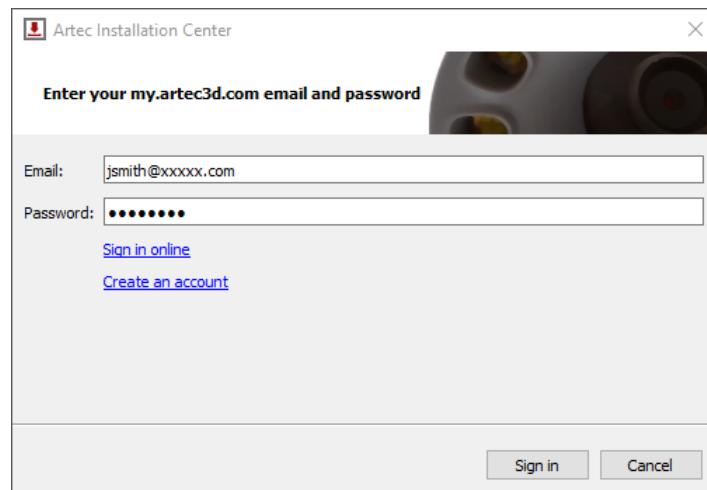 Artec Installation Center
Enter your my.artec3d.com email and password
Email: jsmith@xxxxx.com
Password: ●●●●●●●●
Sign in online
Create an account
Sign in Cancel